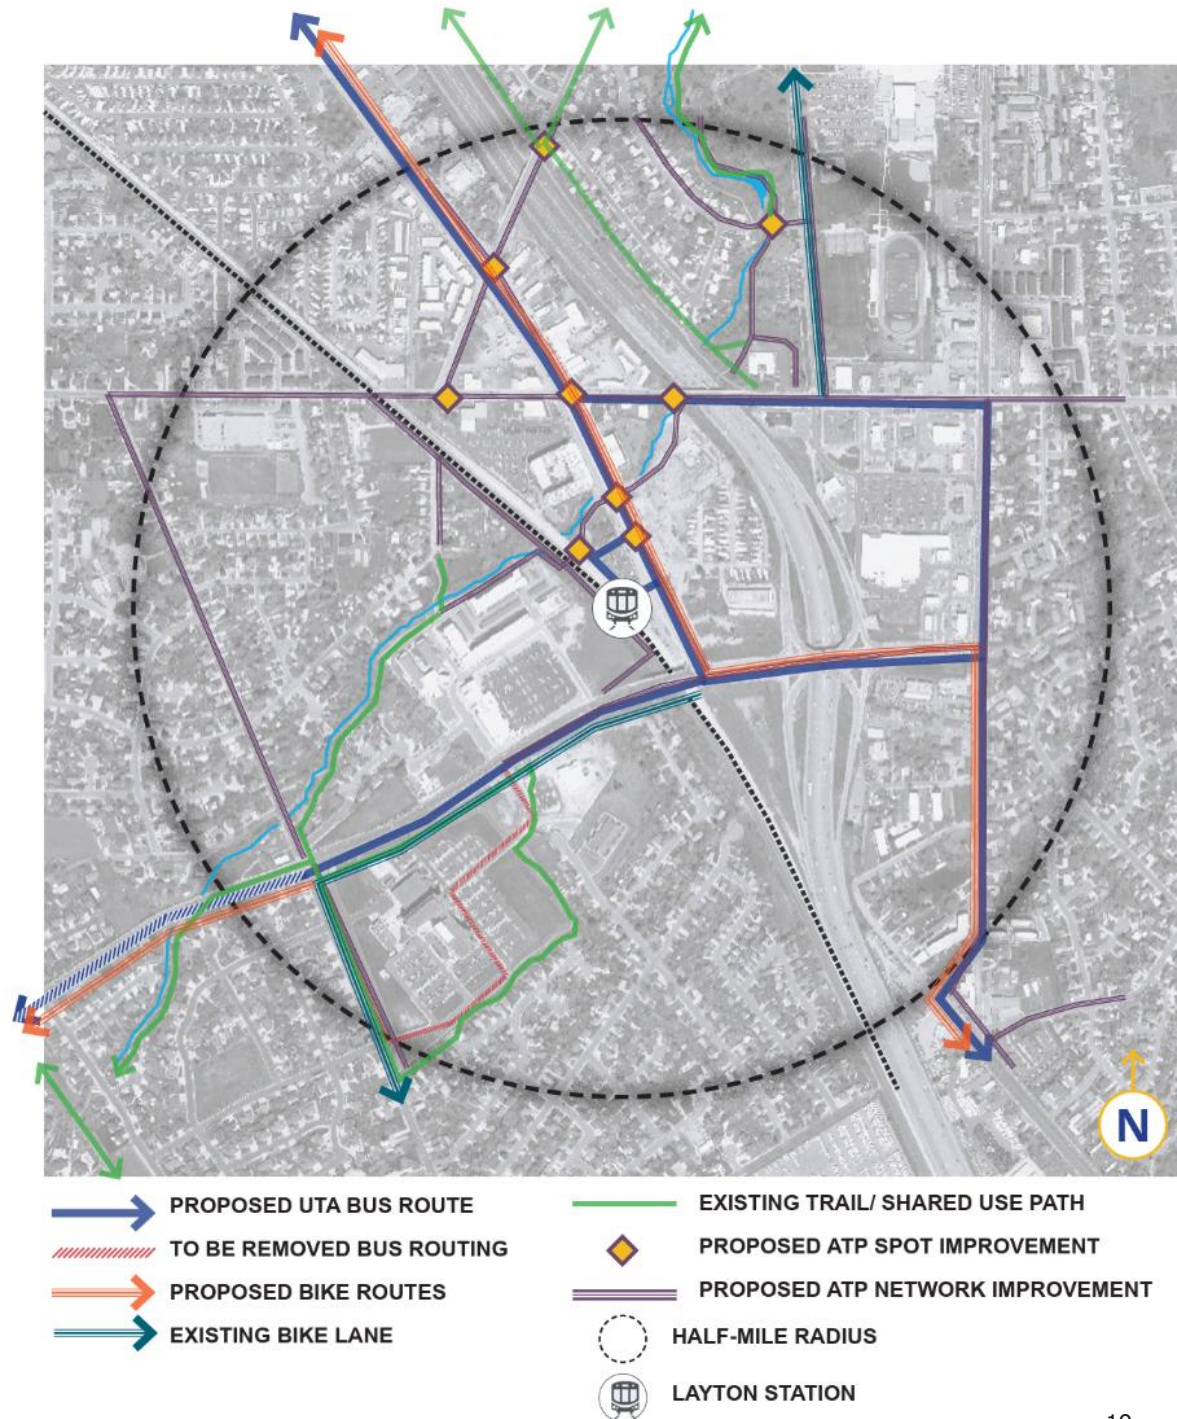 N
PROPOSED UTA BUS ROUTE
TO BE REMOVED BUS ROUTING
PROPOSED BIKE ROUTES
EXISTING BIKE LANE
EXISTING TRAIL/ SHARED USE PATH
PROPOSED ATP SPOT IMPROVEMENT
PROPOSED ATP NETWORK IMPROVEMENT
HALF-MILE RADIUS
LAYTON STATION